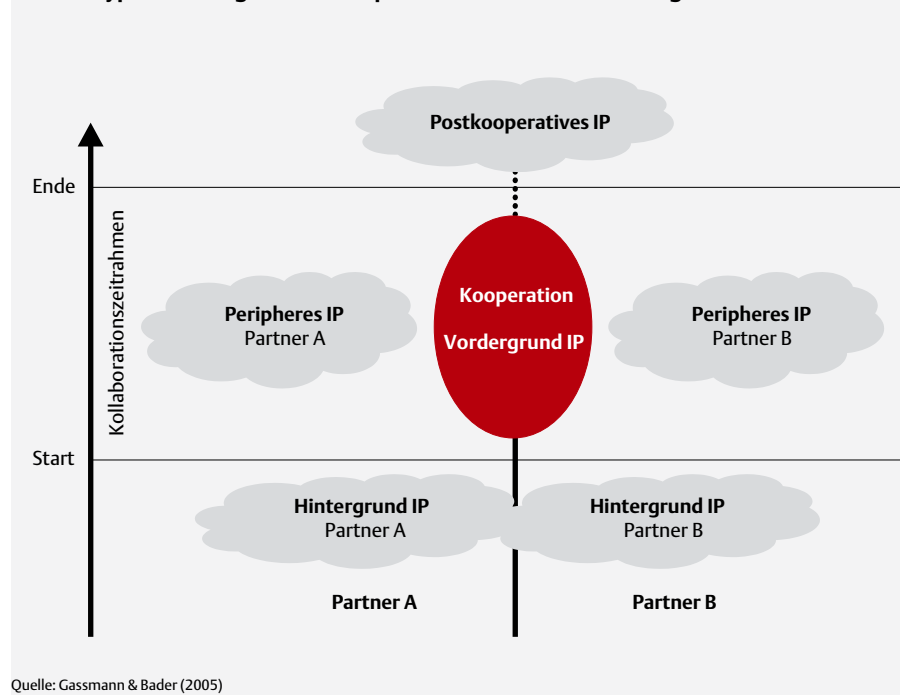 Postkooperatives IP
Ende
Kollaborationszeitrahmen
Kooperation
Vordergrund IP
Peripheres IP
Partner A
Peripheres IP
Partner B
Start
Hintergrund IP
Partner A
Hintergrund IP
Partner B
Partner A
Partner B
Quelle: Gassmann & Bader (2005)